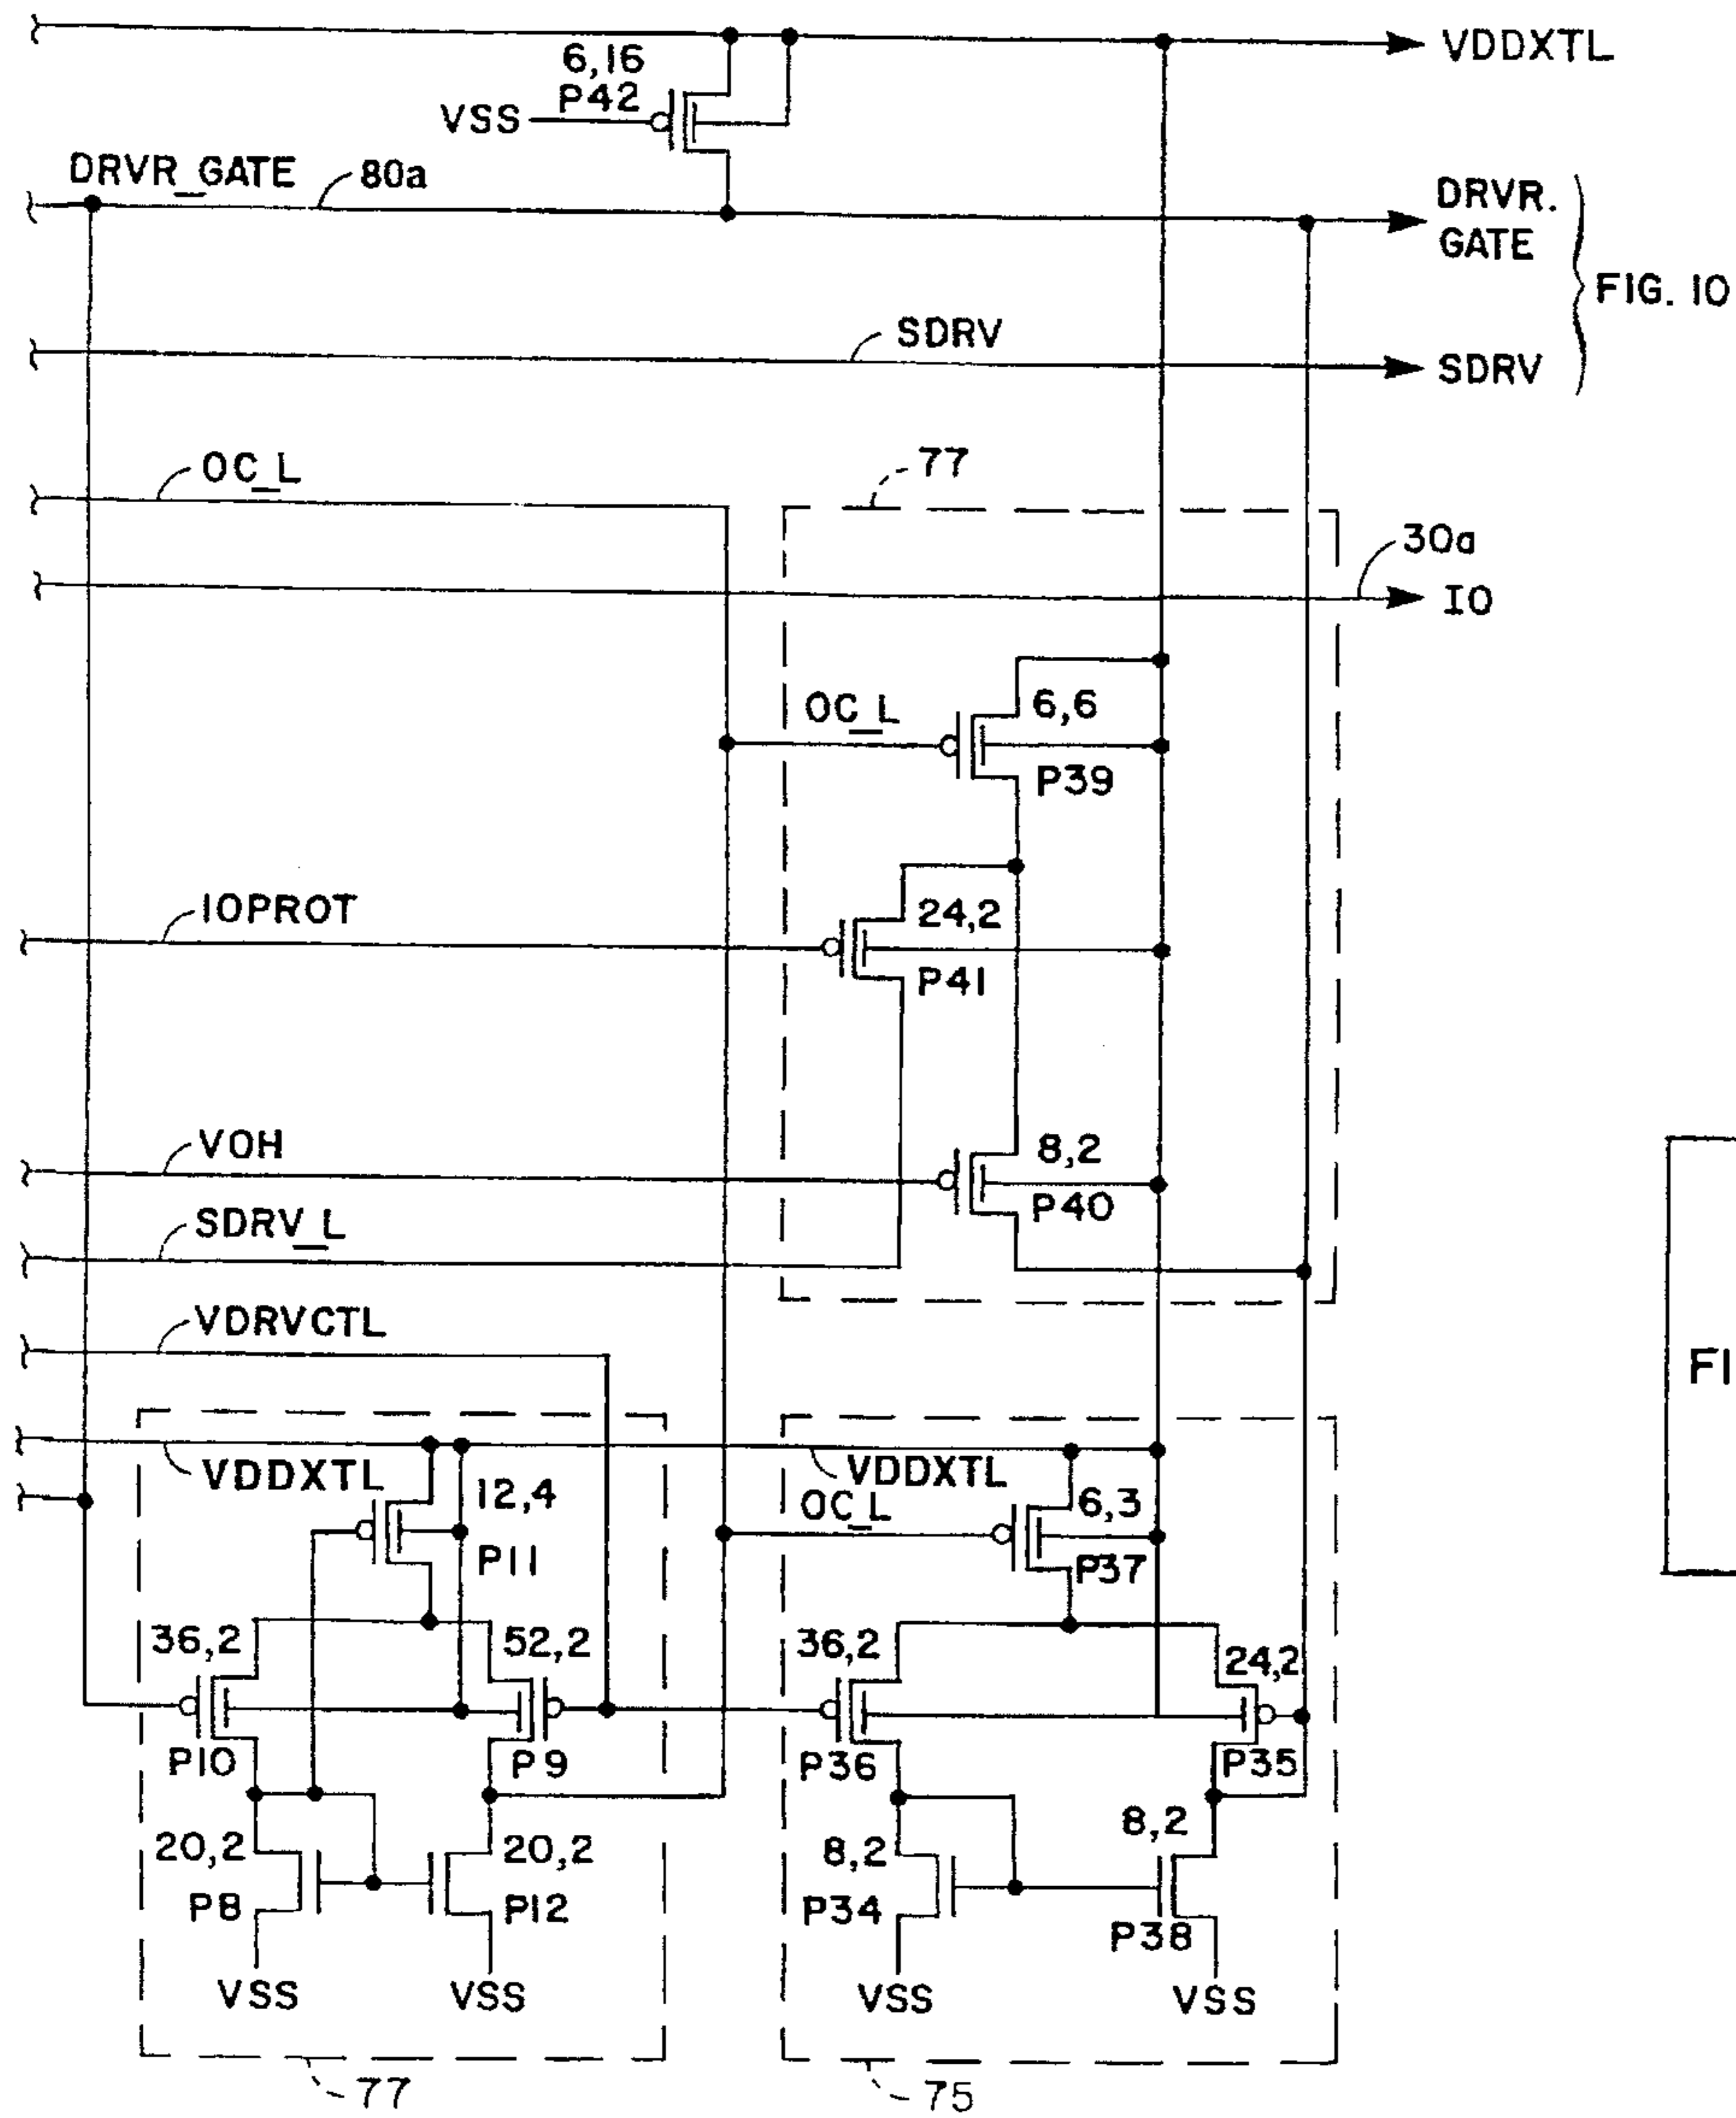 VDDXTL
6,16
P42
VSS
DRVR_GATE
80a
DRVR.
GATE
FIG. 10
SDRV
SDRV
OC_L
77
30a
IO
OC_L
6,6
P39
IOPROT
24,2
P41
VOH
8,2
P40
SDRV_L
VDRVCTL
FI
VDDXTL
12,4
P11
VDDXTL
OC_L
6,3
P37
36,2
52,2
36,2
24,2
P10
P9
P36
P35
20,2
P8
20,2
P12
8,2
P34
8,2
P38
VSS
VSS
VSS
VSS
77
75